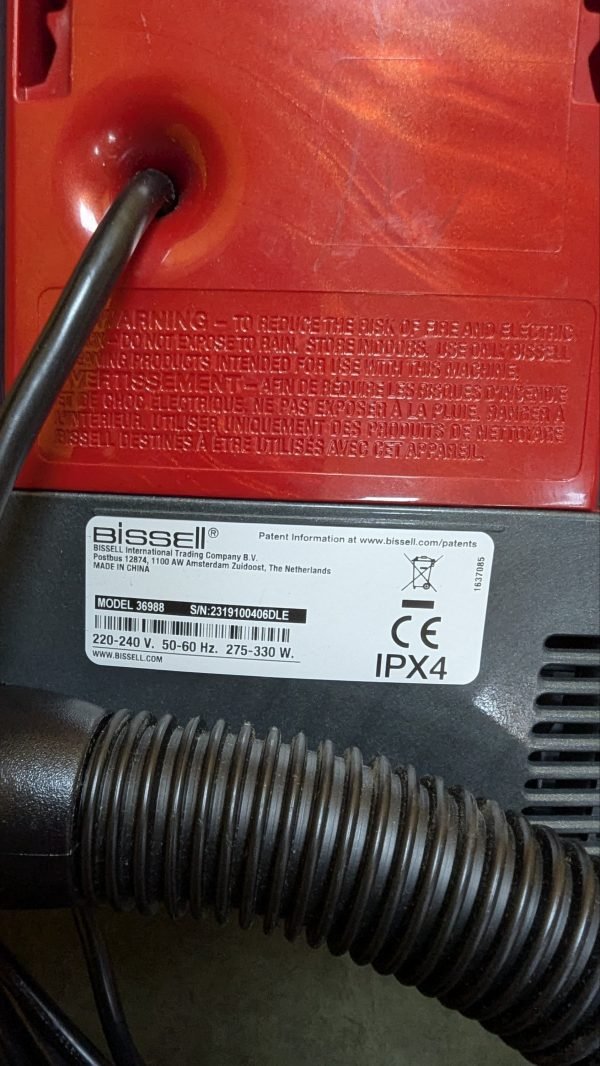 WARNING – TO REDUCE THE RISK OF FIRE AND ELECTRIC
– DO NOT EXPOSE TO RAIN. STORE INDOORS. USE ONLY BISSELL
PRODUCTS INTENDED FOR USE WITH THIS MACHINE.
AVERTISSEMENT – AFIN DE RÉDUIRE LES RISQUES D'INCENDIE
ET DE CHOC ÉLECTRIQUE, NE PAS EXPOSER À LA PLUIE. RANGER À
L'INTÉRIEUR. UTILISER UNIQUEMENT DES PRODUITS DE NETTOYAGE
BISSELL DESTINÉS À ÊTRE UTILISÉS AVEC CET APPAREIL.
BISSELL®
Patent Information at www.bissell.com/patents
BISSELL International Trading Company B.V.
Postbus 12874, 1100 AW Amsterdam Zuidoost, The Netherlands
MADE IN CHINA
1637085
MODEL 36988 S/N:2319100406DLE
220-240 V. 50-60 Hz. 275-330 W.
WWW.BISSELL.COM
CE
IPX4